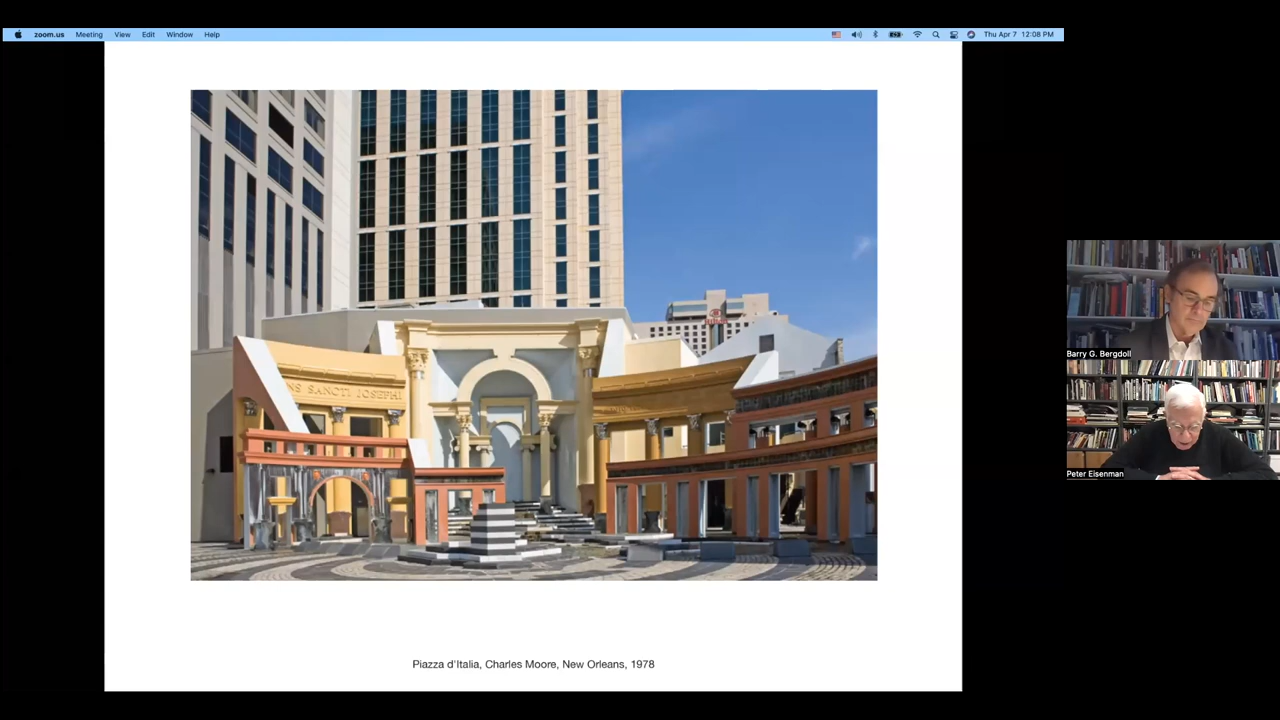 zoom.us Meeting View Edit Window Help Thu Apr 7 12:08 PM
NS SANCTI IOSEPHI
Barry G. Bergdoll
Peter Eisenman
Piazza d'Italia, Charles Moore, New Orleans, 1978